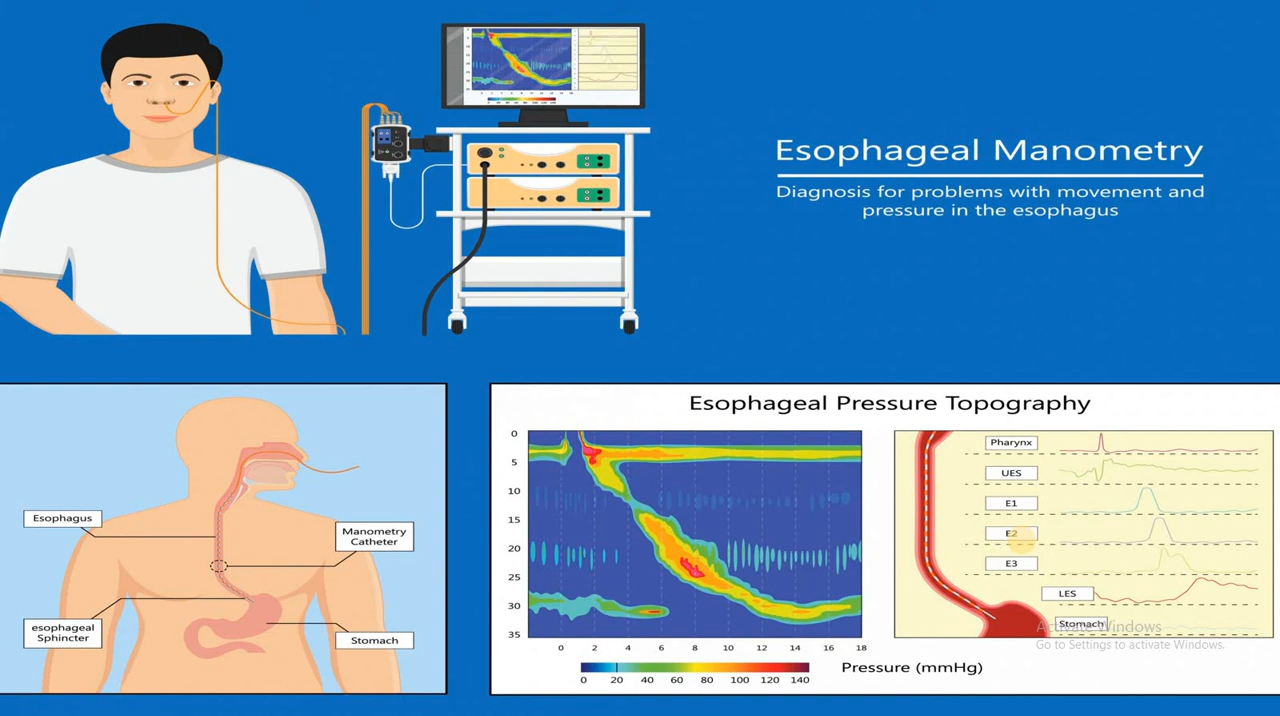 Esophageal Manometry
Diagnosis for problems with movement and
pressure in the esophagus
Esophagus
Manometry
Catheter
esophageal
Sphincter
Stomach
Esophageal Pressure Topography
0
5
10
15
20
25
30
35
0 2 4 6 8 10 12 14 16 18
0 20 40 60 80 100 120 140
Pressure (mmHg)
Pharynx
UES
E1
E2
E3
LES
Stomach
Activate Windows
Go to Settings to activate Windows.